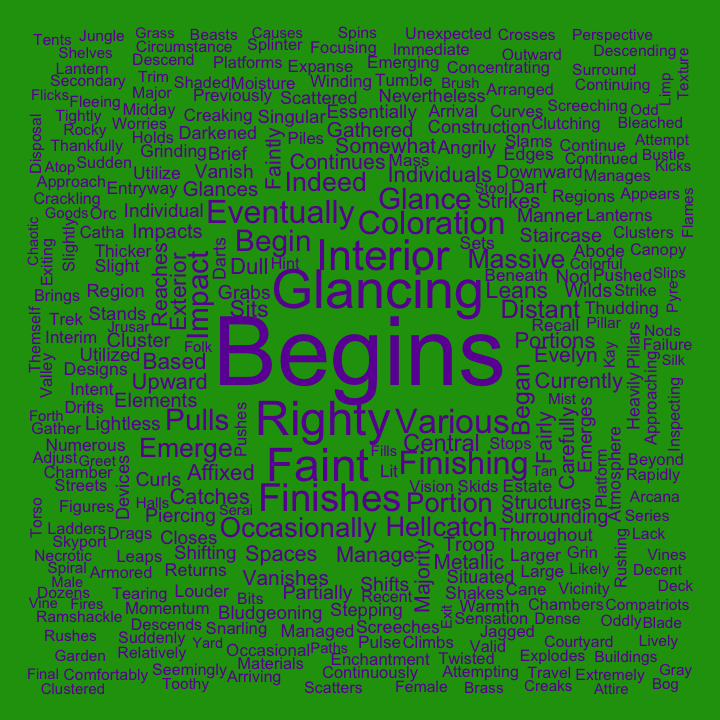 Tents
Jungle
Grass
Beasts
Causes
Spins
Unexpected
Crosses
Perspective
Shelves
Circumstance
Splinter
Focusing
Immediate
Outward
Descending
Lantern
Descend
Platforms
Expanse
Emerging
Concentrating
Surround
Secondary
Trim
Shaded
Moisture
Winding
Tumble
Brush
Arranged
Continuing
Limp
Texture
Flicks
Fleeing
Major
Previously
Scattered
Nevertheless
Screeching
Odd
Tightly
Midday
Creaking
Singular
Essentially
Arrival
Curves
Clutching
Bleached
Rocky
Worries
Darkened
Gathered
Construction
Attempt
Disposal
Thankfully
Holds
Faintly
Piles
Somewhat
Angrily
Slams
Continue
Bustle
Atop
Sudden
Grinding
Brief
Continues
Mass
Individuals
Edges
Continued
Kicks
Approach
Utilize
Vanish
Indeed
Downward
Manages
Crackling
Entryway
Glances
Glance
Stool
Dart
Regions
Appears
Flames
Goods
Orc
Individual
Eventually
Coloration
Strikes
Manner
Lanterns
Chaotic
Exiting
Slightly
Catha
Impacts
Darts
Begin
Interior
Sets
Staircase
Clusters
Thicker
Reaches
Exterior
Impact
Massive
Abode
Canopy
Slight
Dull
Hint
Glancing
Beneath
Nod
Colorful
Pushed
Slips
Brings
Region
Grabs
Leans
Wilds
Strike
Pyres
Themself
Trek
Stands
Sits
Distant
Thudding
Interim
Jrusar
Cluster
Folk
Begins
Recall
Pillar
Nods
Valley
Utilized
Based
Portions
Kay
Pillars
Failure
Designs
Upward
Evelyn
Silk
Intent
Elements
Currently
Heavily
Approaching
Inspecting
Forth
Drifts
Lightless
Pulls
Pushes
Righty
Various
Began
Mist
Gather
Fairly
Carefully
Emerges
Numerous
Emerge
Central
Stops
Atmosphere
Beyond
Adjust
Greet
Devices
Faint
Fills
Finishing
Tan
Platform
Rapidly
Chamber
Curls
Affixed
Lit
Streets
Catches
Finishes
Vision
Skids
Estate
Arcana
Torso
Figures
Halls
Piercing
Serai
Portion
Structures
Series
Ladders
Drags
Closes
Occasionally
Hellcatch
Surrounding
Throughout
Rushing
Lack
Skyport
Necrotic
Leaps
Shifting
Spaces
Manage
Majority
Troop
Metallic
Larger
Grin
Vines
Spiral
Armored
Returns
Vanishes
Shifts
Situated
Large
Likely
Decent
Male
Dozens
Tearing
Louder
Bits
Partially
Recent
Shakes
Cane
Vicinity
Deck
Vine
Fires
Momentum
Bludgeoning
Stepping
Exit
Warmth
Chambers
Compatriots
Ramshackle
Descends
Snarling
Managed
Screeches
Sensation
Dense
Oddly
Blade
Rushes
Suddenly
Yard
Occasional
Paths
Pulse
Climbs
Jagged
Valid
Courtyard
Lively
Garden
Relatively
Materials
Enchantment
Twisted
Explodes
Buildings
Final
Comfortably
Seemingly
Arriving
Continuously
Attempting
Travel
Extremely
Gray
Clustered
Toothy
Scatters
Female
Brass
Creaks
Attire
Bog